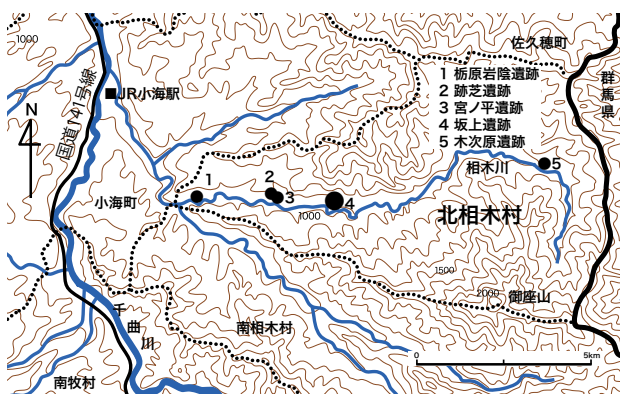 1000
佐久穂町
群馬県
国道141号線
JR小海駅
1 栃原岩陰遺跡
2 跡芝遺跡
3 宮ノ平遺跡
4 坂上遺跡
5 木次原遺跡
N
1
2
3
4
5
相木川
小海町
1000
北相木村
1500
2000
御座山
千曲川
南相木村
南牧村
0
5km